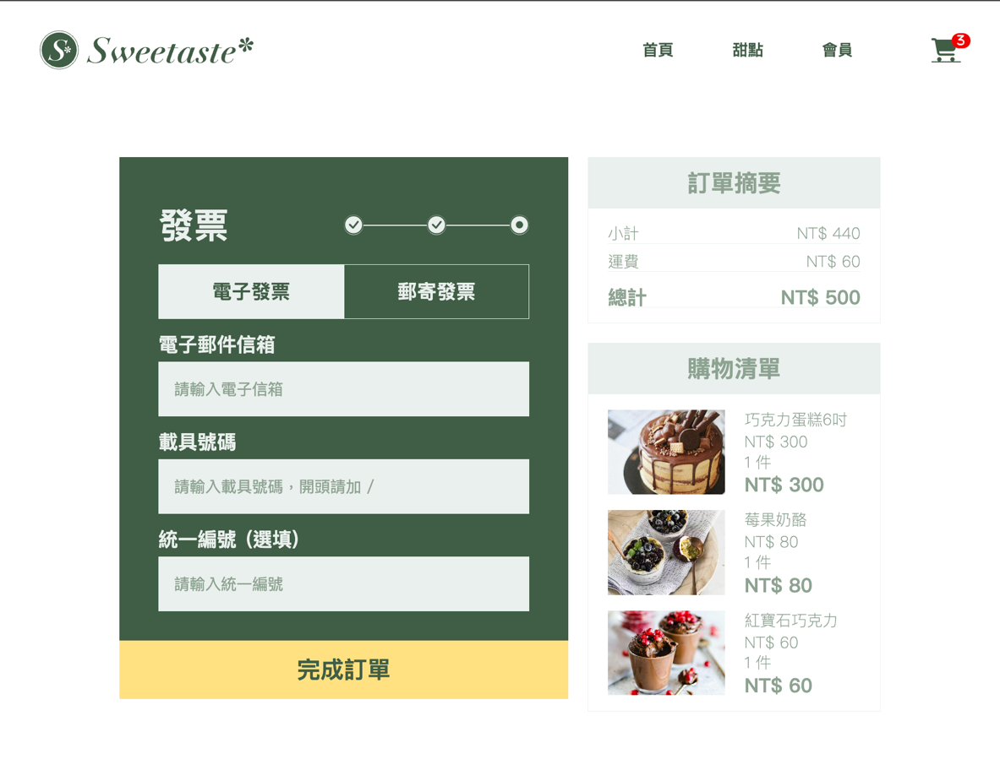 S* Sweetaste*
首頁
甜點
會員
3
發票
電子發票
郵寄發票
電子郵件信箱
請輸入電子信箱
載具號碼
請輸入載具號碼，開頭請加 /
統一編號 (選填)
請輸入統一編號
完成訂單
訂單摘要
小計 NT$ 440
運費 NT$ 60
總計 NT$ 500
購物清單
巧克力蛋糕6吋
NT$ 300
1 件
NT$ 300
莓果奶酪
NT$ 80
1 件
NT$ 80
紅寶石巧克力
NT$ 60
1 件
NT$ 60